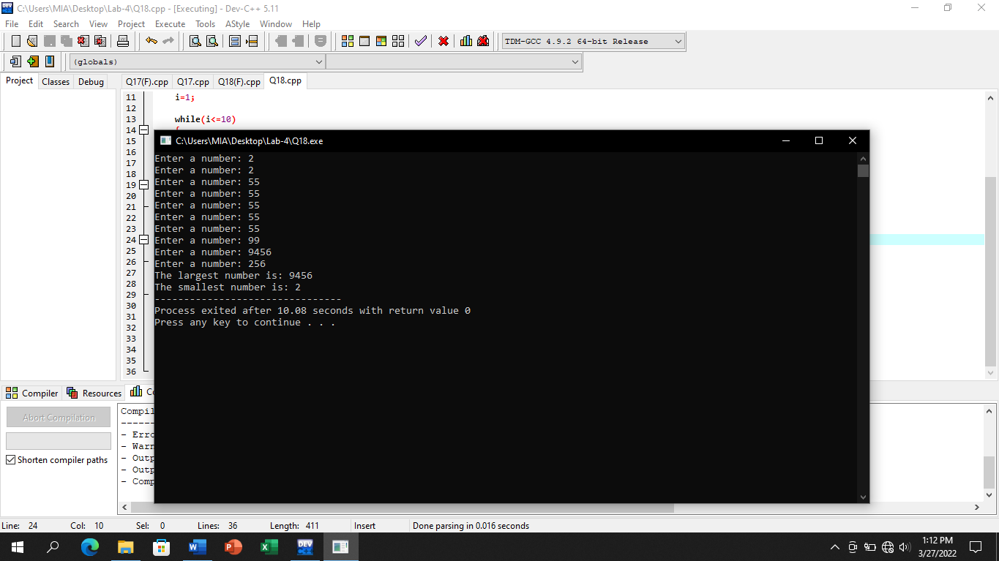 C:\Users\MIA\Desktop\Lab-4\Q18.cpp - [Executing] - Dev-C++ 5.11
File Edit Search View Project Execute Tools AStyle Window Help
TDM-GCC 4.9.2 64-bit Release
(globals)
Project Classes Debug Q17(F).cpp Q17.cpp Q18(F).cpp Q18.cpp
11 i=1;
12
13 while(i<=10)
14 {
15
16
17
18
19
20
21
22
23
24
25
26
27
28
29
30
31
32
33
34
35
36
C:\Users\MIA\Desktop\Lab-4\Q18.exe
Enter a number: 2
Enter a number: 2
Enter a number: 55
Enter a number: 55
Enter a number: 55
Enter a number: 55
Enter a number: 55
Enter a number: 99
Enter a number: 9456
Enter a number: 256
The largest number is: 9456
The smallest number is: 2
--------------------------------
Process exited after 10.08 seconds with return value 0
Press any key to continue . . .
Compiler Resources
Abort Compilation
Shorten compiler paths
Compil
------
- Erro
- Warn
- Outp
- Outp
- Comp
Line: 24 Col: 10 Sel: 0 Lines: 36 Length: 411 Insert Done parsing in 0.016 seconds
DEV
1:12 PM
3/27/2022